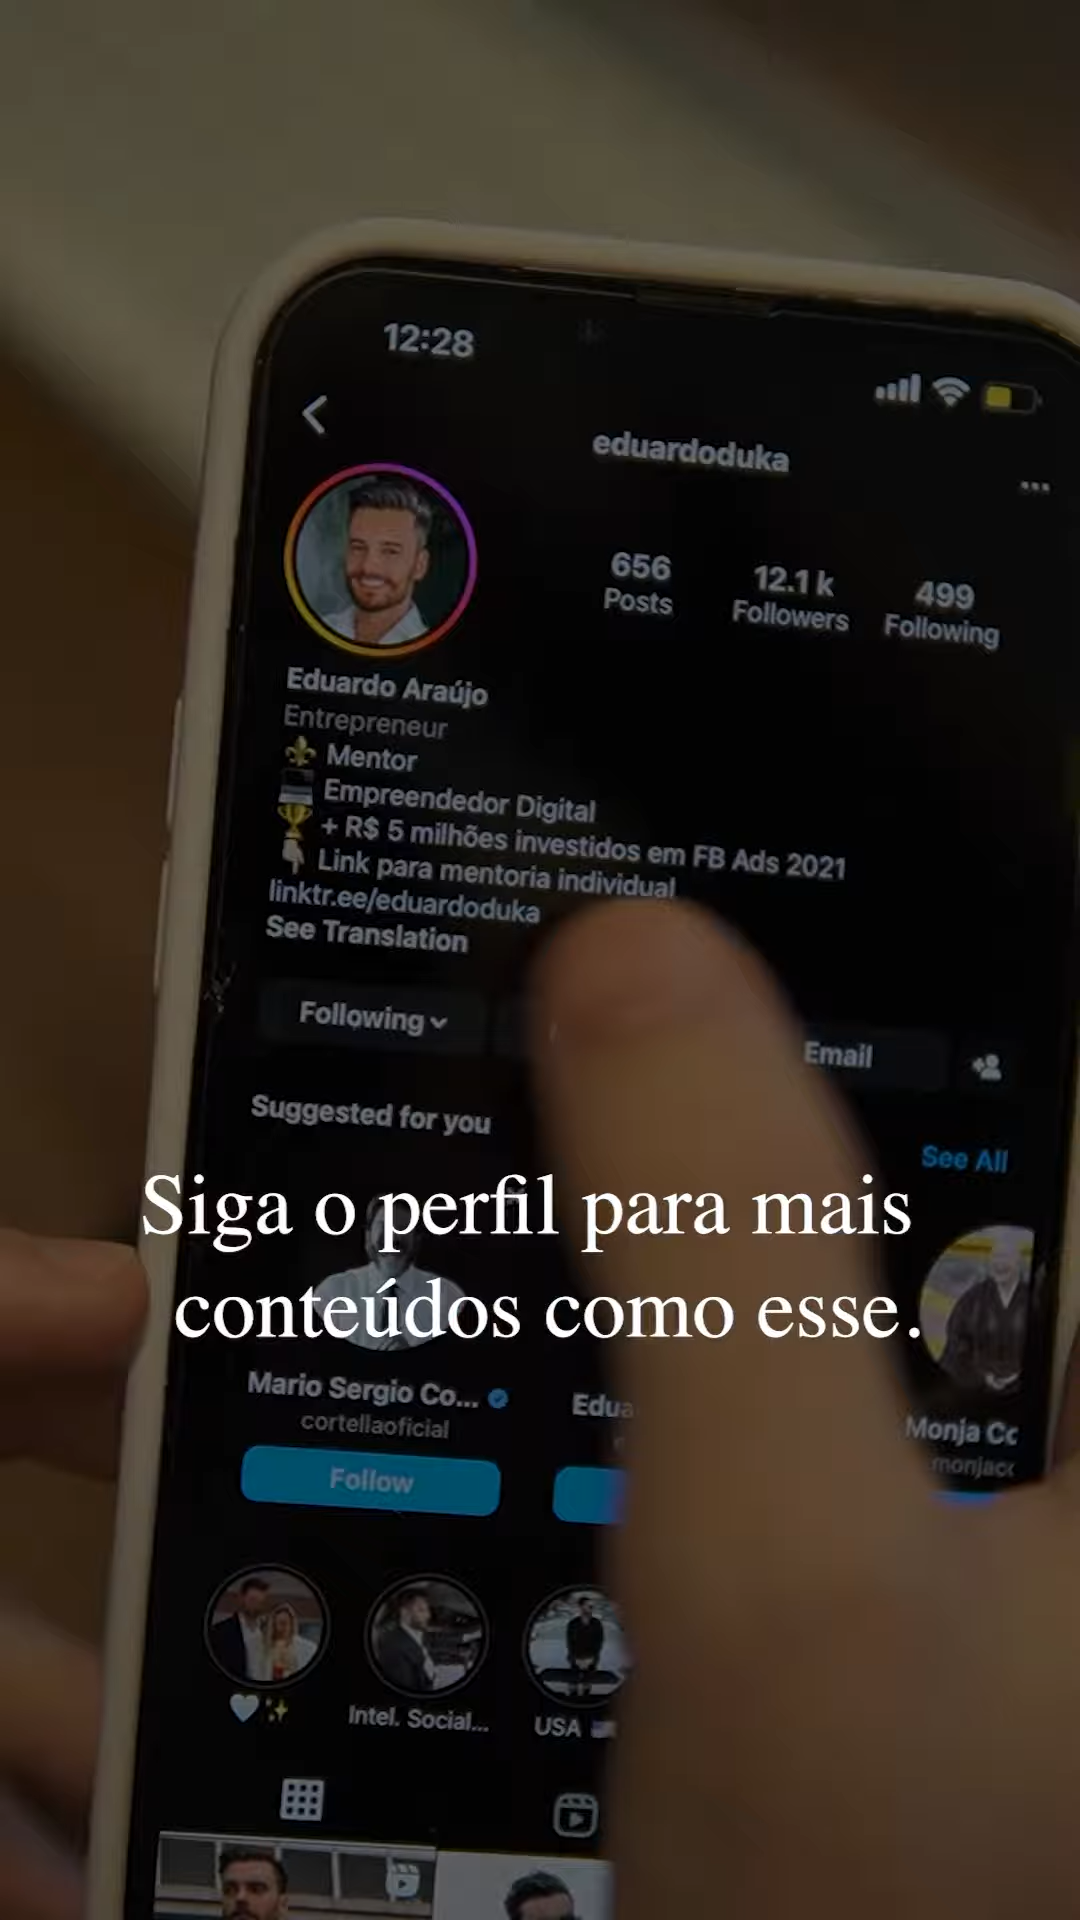 12:28
eduardoduka
656
Posts
12.1 k
Followers
499
Following
Eduardo Araújo
Entrepreneur
Mentor
Empreendedor Digital
+ R$ 5 milhões investidos em FB Ads 2021
Link para mentoria individual
linktr.ee/eduardoduka
See Translation
Following
Email
Suggested for you
See All
Siga o perfil para mais
conteúdos como esse.
Mario Sergio Co...
cortellaoficial
Follow
Monja
Intel. Social...
USA